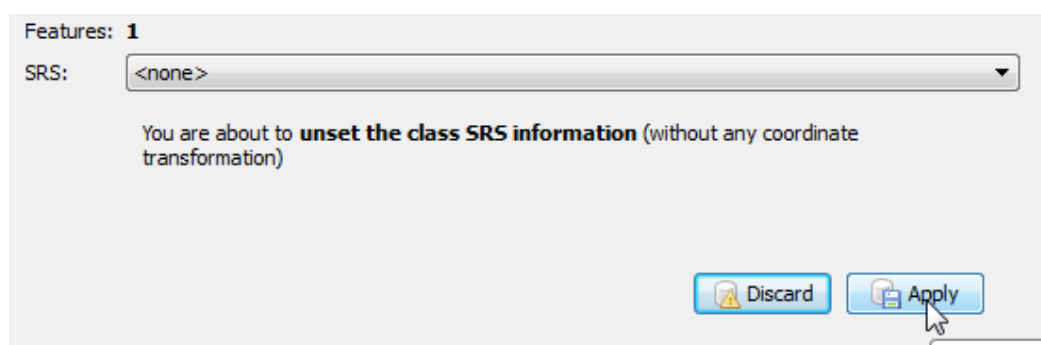 Features: 1
SRS: <none>
You are about to unset the class SRS information (without any coordinate
transformation)
Discard Apply